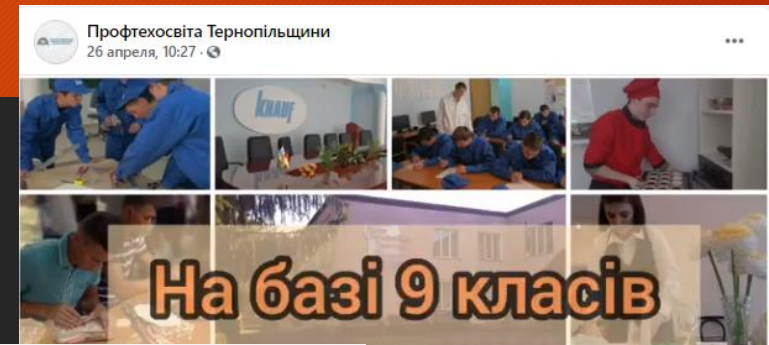 Профтехосвіта Тернопільщини
26 апреля, 10:27 ·
KNAUF
На базі 9 класів